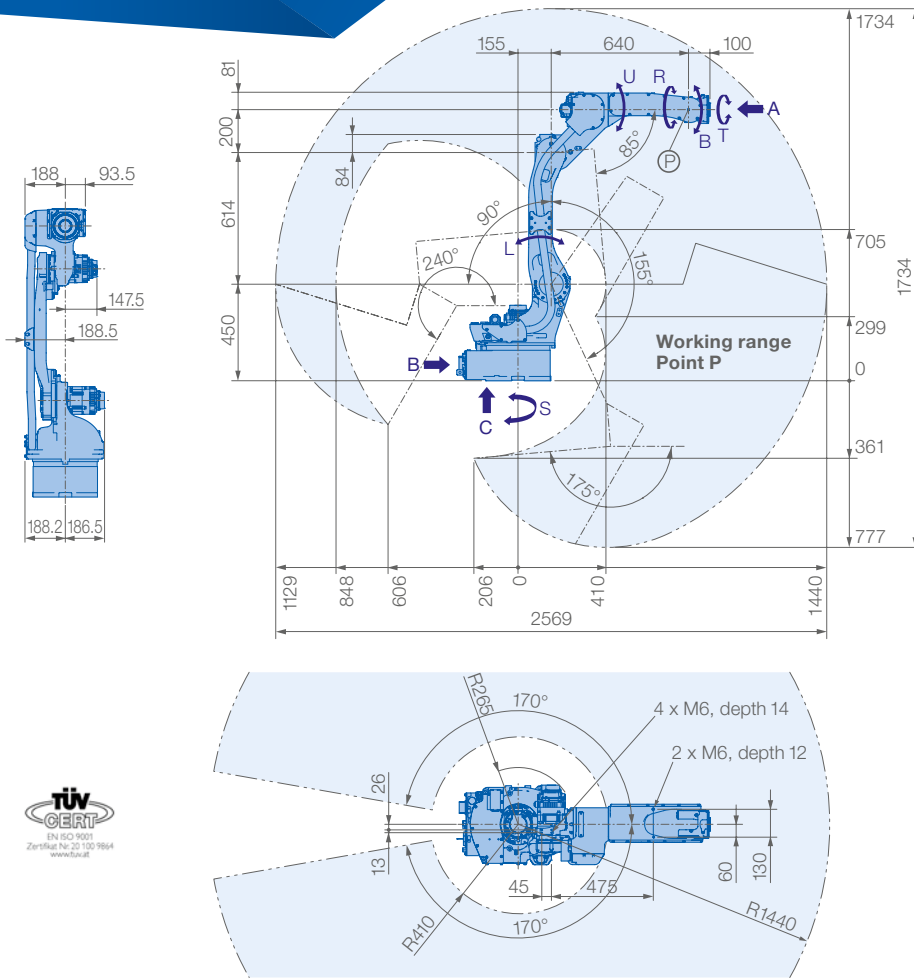 155
640
100
1734
81
200
84
614
450
U
R
A
B
T
P
85°
90°
240°
155°
L
188
93.5
147.5
188.5
188.2
186.5
705
1734
299
0
Working range
Point P
B
C
S
361
175°
777
1129
848
606
206
0
410
1440
2569
R265
170°
4 x M6, depth 14
2 x M6, depth 12
26
13
45
475
60
130
R410
170°
R1440
TÜV
CERT
EN ISO 9001
Zertifikat Nr. 20 100 9864
www.tuv.at